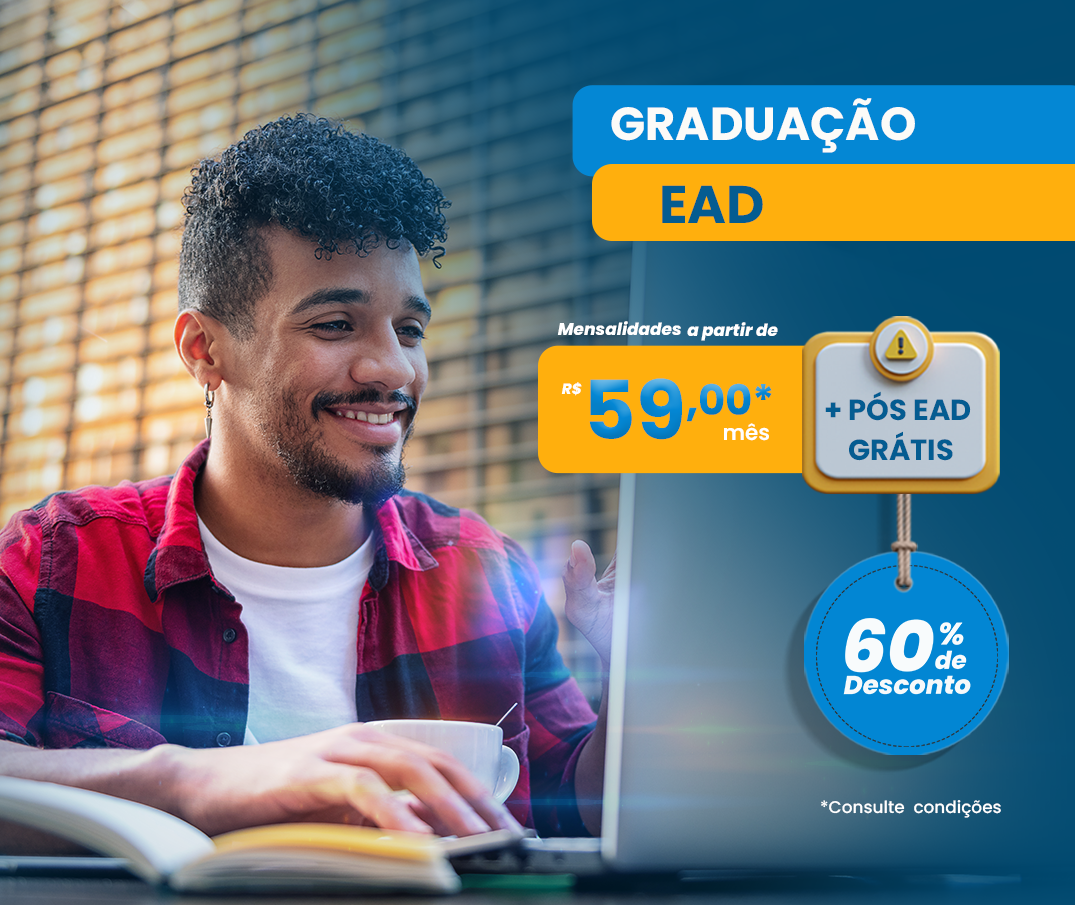 GRADUAÇÃO
EAD
Mensalidades a partir de
R$ 59,00*
mês
+ PÓS EAD
GRÁTIS
60%
de
Desconto
*Consulte condições